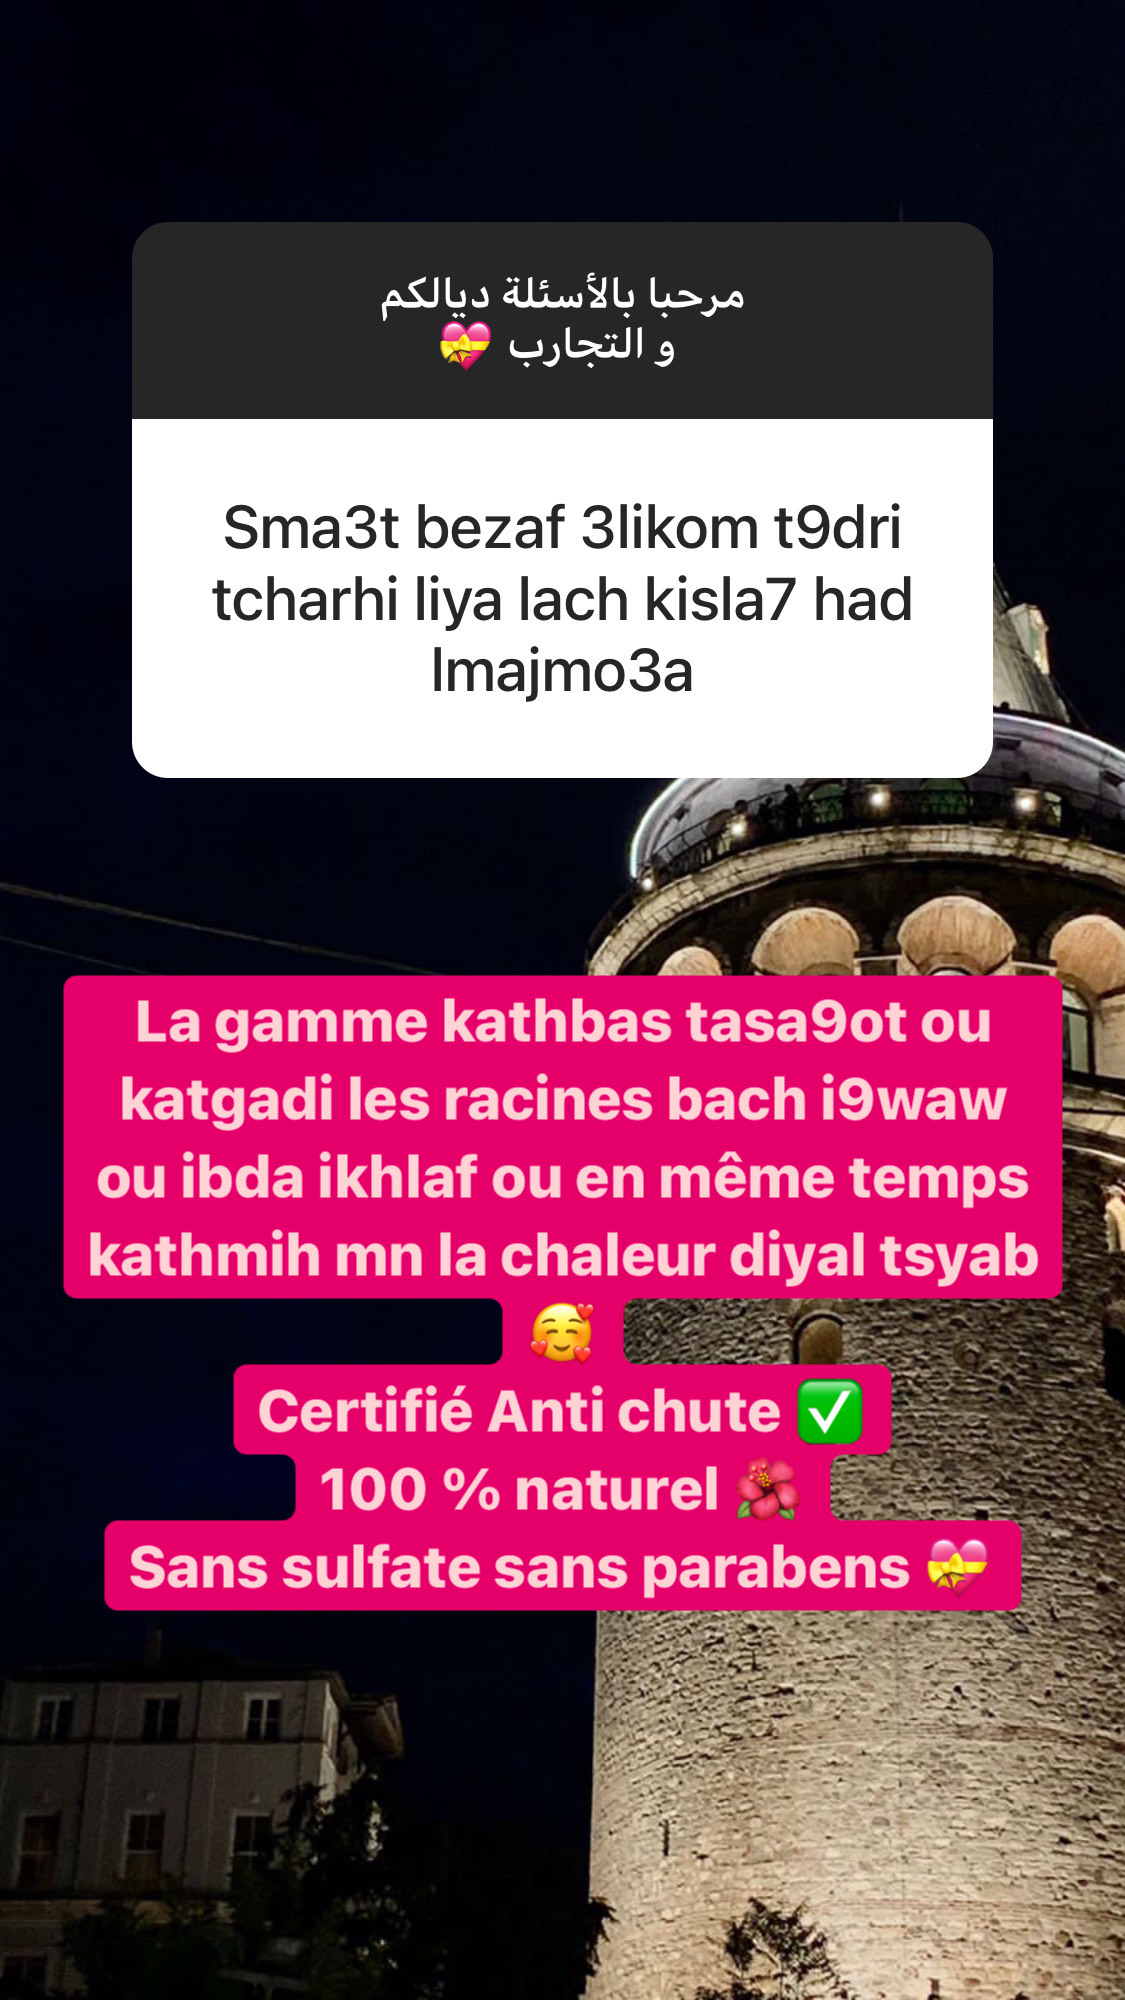 مرحبا بالأسئلة ديالكم
و التجارب 💝
Sma3t bezaf 3likom t9dri
tcharhi liya lach kisla7 had
lmajmo3a
La gamme kathbas tasa9ot ou
katgadi les racines bach i9waw
ou ibda ikhlaf ou en même temps
kathmih mn la chaleur diyal tsyab
🥰
Certifié Anti chute ✅
100 % naturel 🌺
Sans sulfate sans parabens 💝